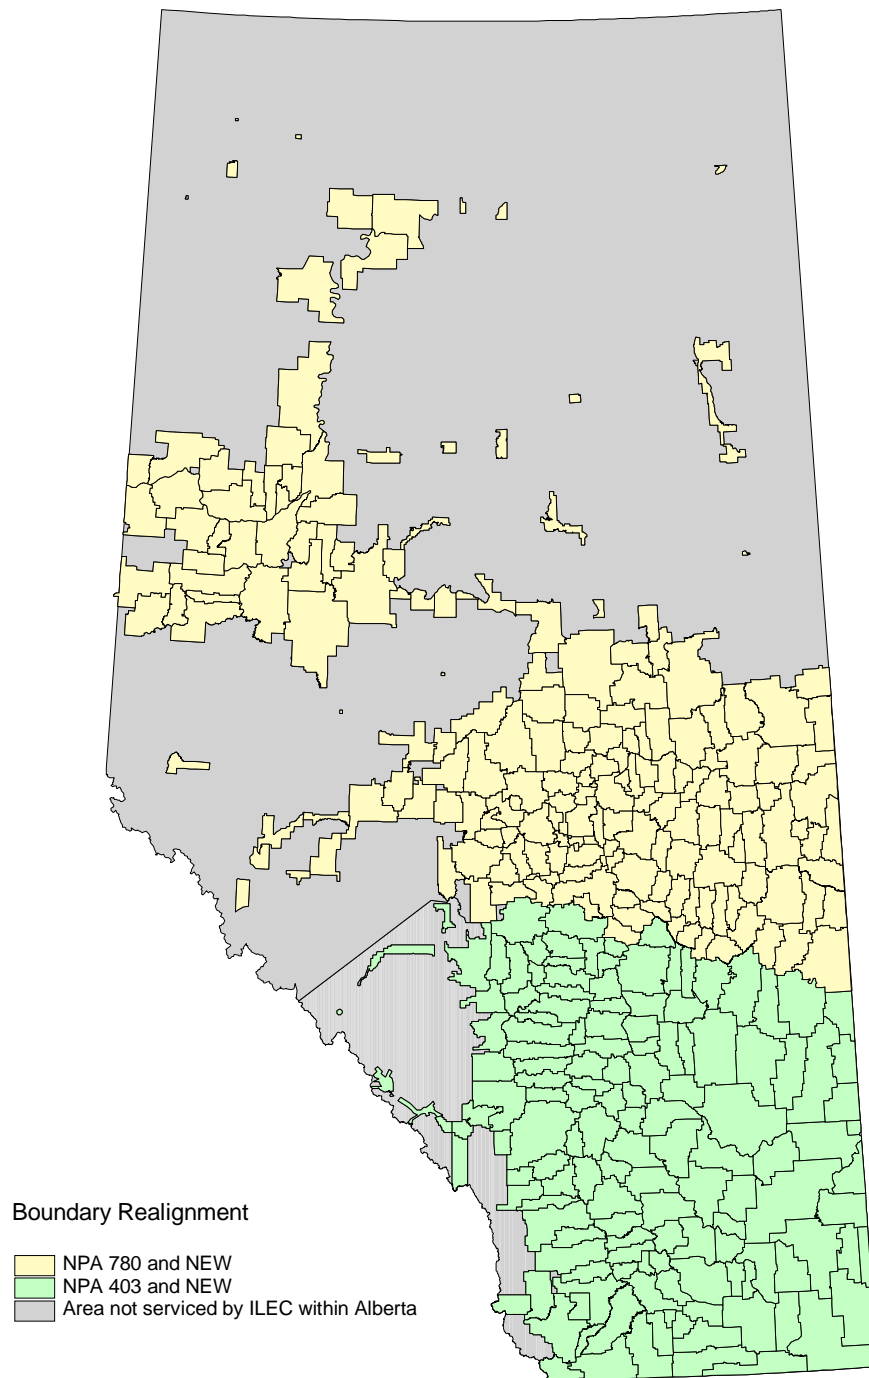 Boundary Realignment
NPA 780 and NEW
NPA 403 and NEW
Area not serviced by ILEC within Alberta